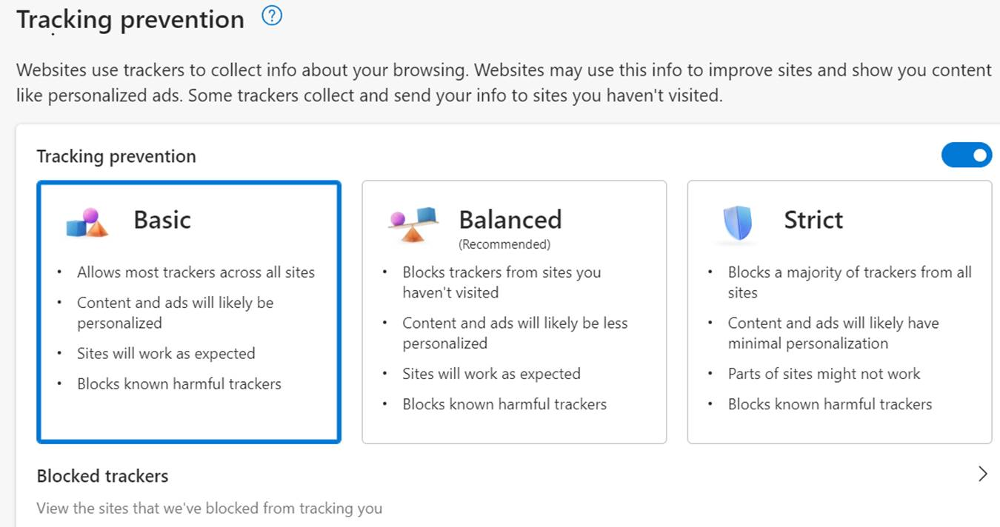 Tracking prevention
Websites use trackers to collect info about your browsing. Websites may use this info to improve sites and show you content
like personalized ads. Some trackers collect and send your info to sites you haven't visited.
Tracking prevention
Basic
• Allows most trackers across all sites
• Content and ads will likely be
personalized
• Sites will work as expected
• Blocks known harmful trackers
Balanced
(Recommended)
• Blocks trackers from sites you
haven't visited
• Content and ads will likely be less
personalized
• Sites will work as expected
• Blocks known harmful trackers
Strict
• Blocks a majority of trackers from all
sites
• Content and ads will likely have
minimal personalization
• Parts of sites might not work
• Blocks known harmful trackers
Blocked trackers
View the sites that we've blocked from tracking you